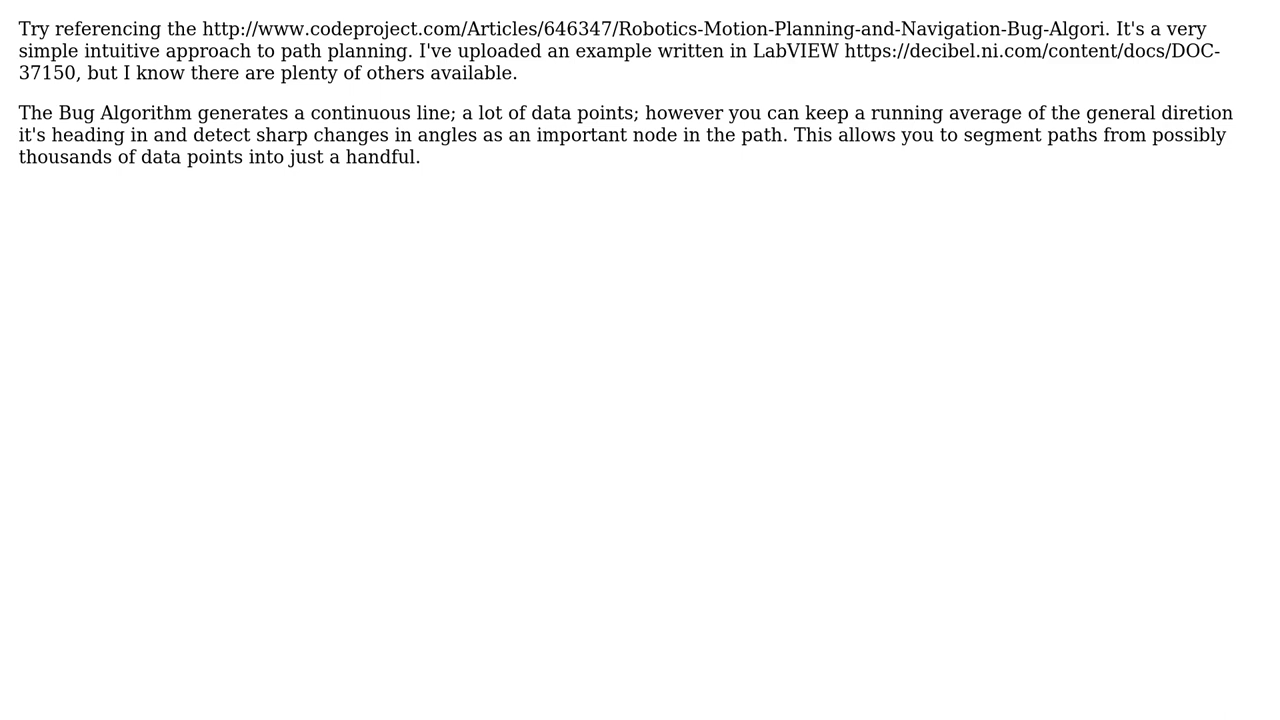 Try referencing the http://www.codeproject.com/Articles/646347/Robotics-Motion-Planning-and-Navigation-Bug-Algori. It's a very
simple intuitive approach to path planning. I've uploaded an example written in LabVIEW https://decibel.ni.com/content/docs/DOC-
37150, but I know there are plenty of others available.
The Bug Algorithm generates a continuous line; a lot of data points; however you can keep a running average of the general diretion
it's heading in and detect sharp changes in angles as an important node in the path. This allows you to segment paths from possibly
thousands of data points into just a handful.